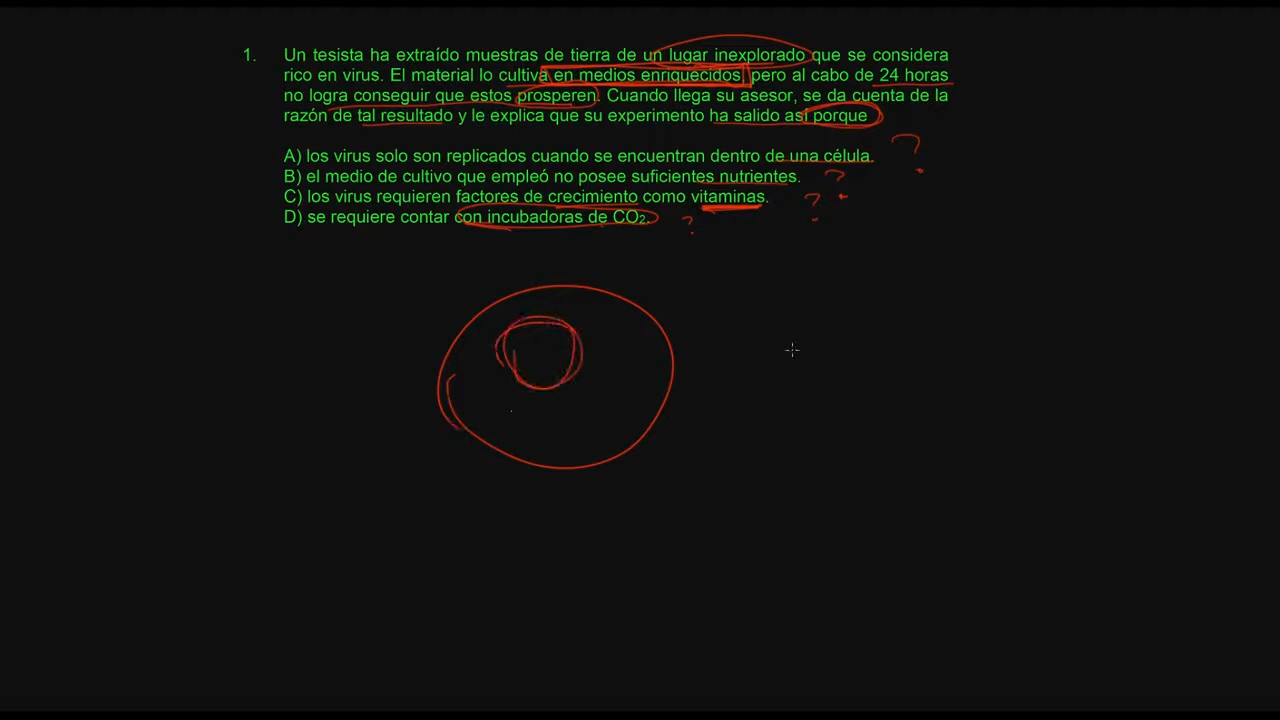 1. Un tesista ha extraído muestras de tierra de un lugar inexplorado que se considera
rico en virus. El material lo cultiva en medios enriquecidos, pero al cabo de 24 horas
no logra conseguir que estos prosperen. Cuando llega su asesor, se da cuenta de la
razón de tal resultado y le explica que su experimento ha salido así porque
A) los virus solo son replicados cuando se encuentran dentro de una célula. ?
B) el medio de cultivo que empleó no posee suficientes nutrientes. ?
C) los virus requieren factores de crecimiento como vitaminas. ?
D) se requiere contar con incubadoras de CO₂. ?